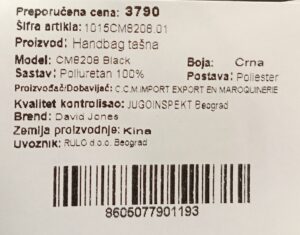 Preporučena cena: 3790
Šifra artikla: 1015CM8208.01
Proizvod: Handbag tašna
Model: CM8208 Black Boja: Crna
Sastav: Poliuretan 100% Postava: Poliester
Proizvođač/Dobavljač: C.C.M.IMPORT EXPORT EN MAROQUINERIE
Kvalitet kontrolisao: JUGOINSPEKT Beograd
Brend: David Jones
Zemlja proizvodnje: Kina
Uvoznik: RULO d.o.o. Beograd
8605077901193